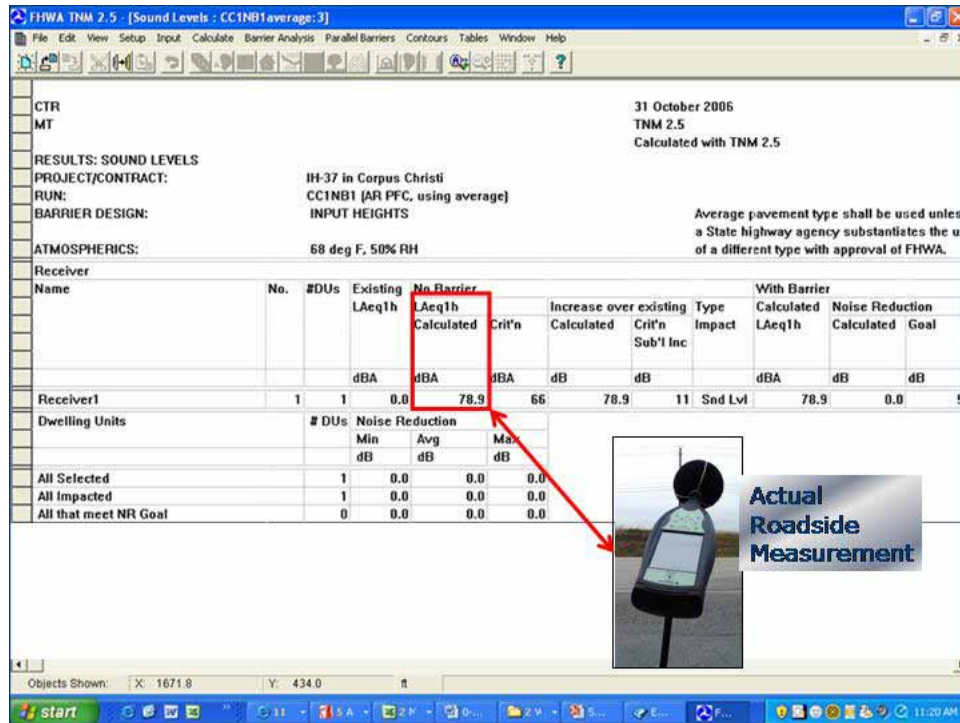 FHWA TNM 2.5 - [Sound Levels : CC1NB1average:3]
File Edit View Setup Input Calculate Barrier Analysis Parallel Barriers Contours Tables Window Help
CTR 31 October 2006
MT TNM 2.5
Calculated with TNM 2.5
RESULTS: SOUND LEVELS
PROJECT/CONTRACT: IH-37 in Corpus Christi
RUN: CC1NB1 (AR PFC, using average)
BARRIER DESIGN: INPUT HEIGHTS Average pavement type shall be used unles
a State highway agency substantiates the u
ATMOSPHERICS: 68 deg F, 50% RH of a different type with approval of FHWA.
Receiver
Name No. #DUs Existing No Barrier With Barrier
LAeq1h LAeq1h Increase over existing Type Calculated Noise Reduction
Calculated Crit'n Calculated Crit'n Impact LAeq1h Calculated Goal
Sub'l Inc
dBA dBA dBA dB dB dBA dB dB
Receiver1 1 1 0.0 78.9 66 78.9 11 Snd Lvl 78.9 0.0
Dwelling Units # DUs Noise Reduction
Min Avg Max
dB dB dB
All Selected 1 0.0 0.0 0.0
All Impacted 1 0.0 0.0 0.0
All that meet NR Goal 0 0.0 0.0 0.0
Actual
Roadside
Measurement
Objects Shown: X: 1671.8 Y: 434.0 ft
start 11:20 AM